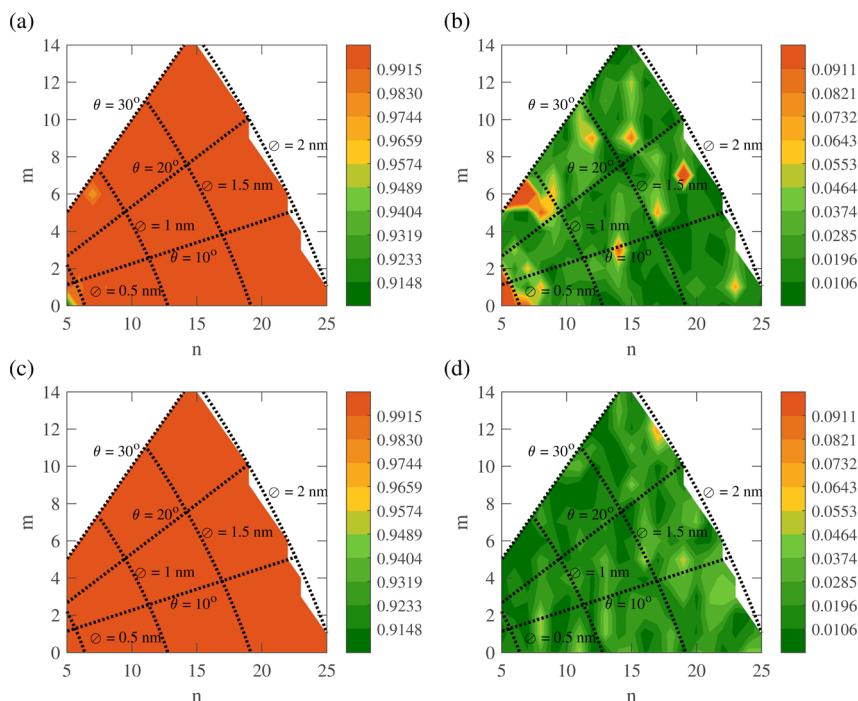 (a)
14
12
10
8
6
4
2
0
m
5
10
15
20
25
n
θ = 30°
θ = 20°
θ = 10°
∅ = 2 nm
∅ = 1.5 nm
∅ = 1 nm
∅ = 0.5 nm
0.9915
0.9830
0.9744
0.9659
0.9574
0.9489
0.9404
0.9319
0.9233
0.9148
(b)
14
12
10
8
6
4
2
0
m
5
10
15
20
25
n
θ = 30°
θ = 20°
θ = 10°
∅ = 2 nm
∅ = 1.5 nm
∅ = 1 nm
∅ = 0.5 nm
0.0911
0.0821
0.0732
0.0643
0.0553
0.0464
0.0374
0.0285
0.0196
0.0106
(c)
14
12
10
8
6
4
2
0
m
5
10
15
20
25
n
θ = 30°
θ = 20°
θ = 10°
∅ = 2 nm
∅ = 1.5 nm
∅ = 1 nm
∅ = 0.5 nm
0.9915
0.9830
0.9744
0.9659
0.9574
0.9489
0.9404
0.9319
0.9233
0.9148
(d)
14
12
10
8
6
4
2
0
m
5
10
15
20
25
n
θ = 30°
θ = 20°
θ = 10°
∅ = 2 nm
∅ = 1.5 nm
∅ = 1 nm
∅ = 0.5 nm
0.0911
0.0821
0.0732
0.0643
0.0553
0.0464
0.0374
0.0285
0.0196
0.0106